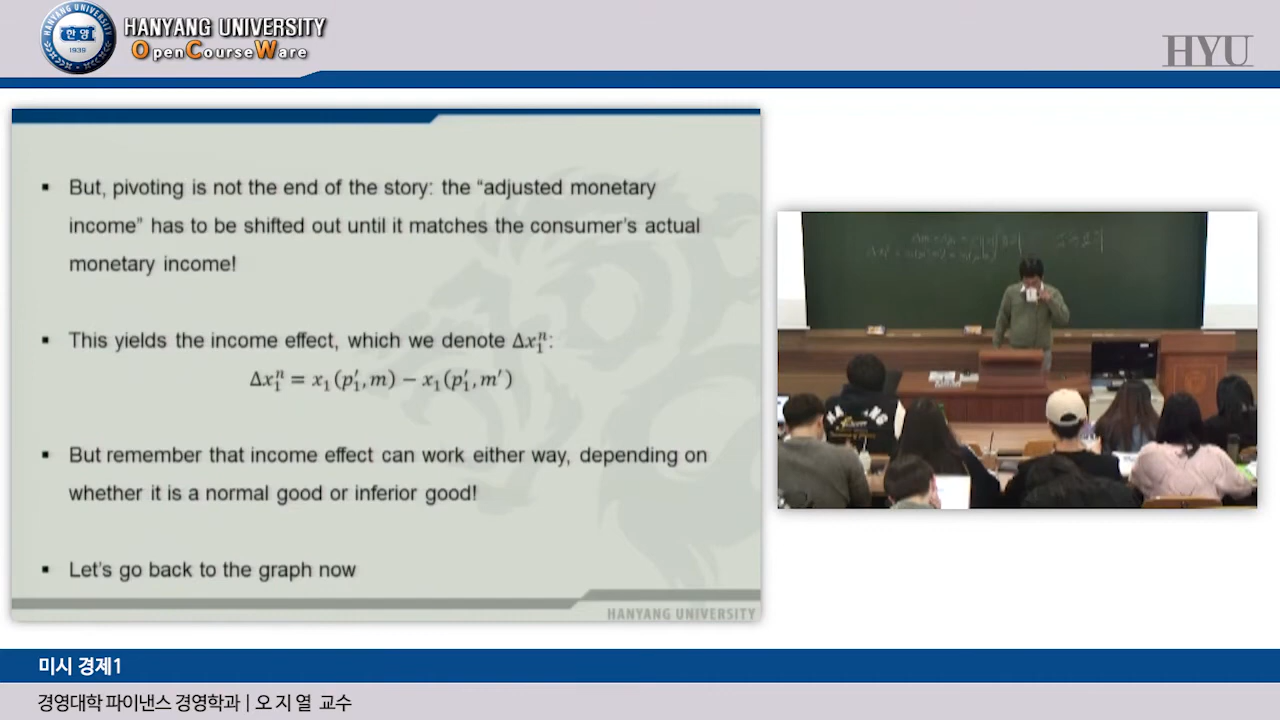 HANYANG UNIVERSITY
OpenCourseWare
한양
1939
HYU
▪ But, pivoting is not the end of the story: the “adjusted monetary
income” has to be shifted out until it matches the consumer’s actual
monetary income!
▪ This yields the income effect, which we denote Δx₁ⁿ:
Δx₁ⁿ = x₁(p₁′, m) − x₁(p₁′, m′)
▪ But remember that income effect can work either way, depending on
whether it is a normal good or inferior good!
▪ Let’s go back to the graph now
HANYANG UNIVERSITY
미시 경제1
경영대학 파이낸스 경영학과 | 오 지 열 교수